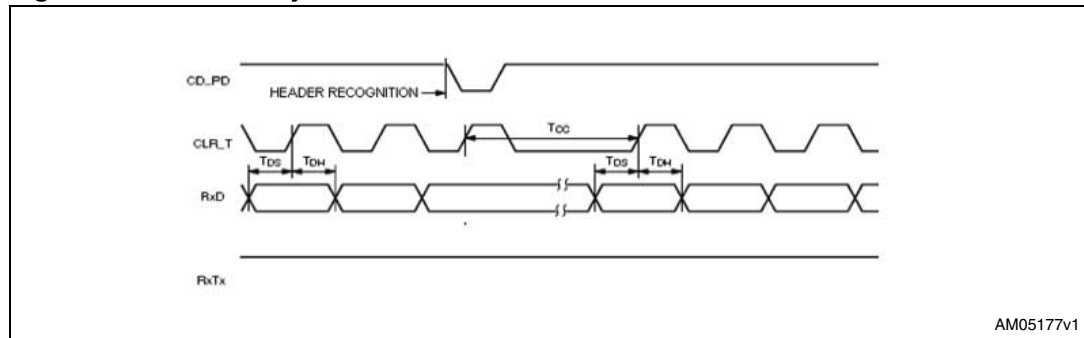 CD_PD
HEADER RECOGNITION
CLR_T
TCC
TDS TDH
TDS TDH
RxD
RxTx
AM05177v1